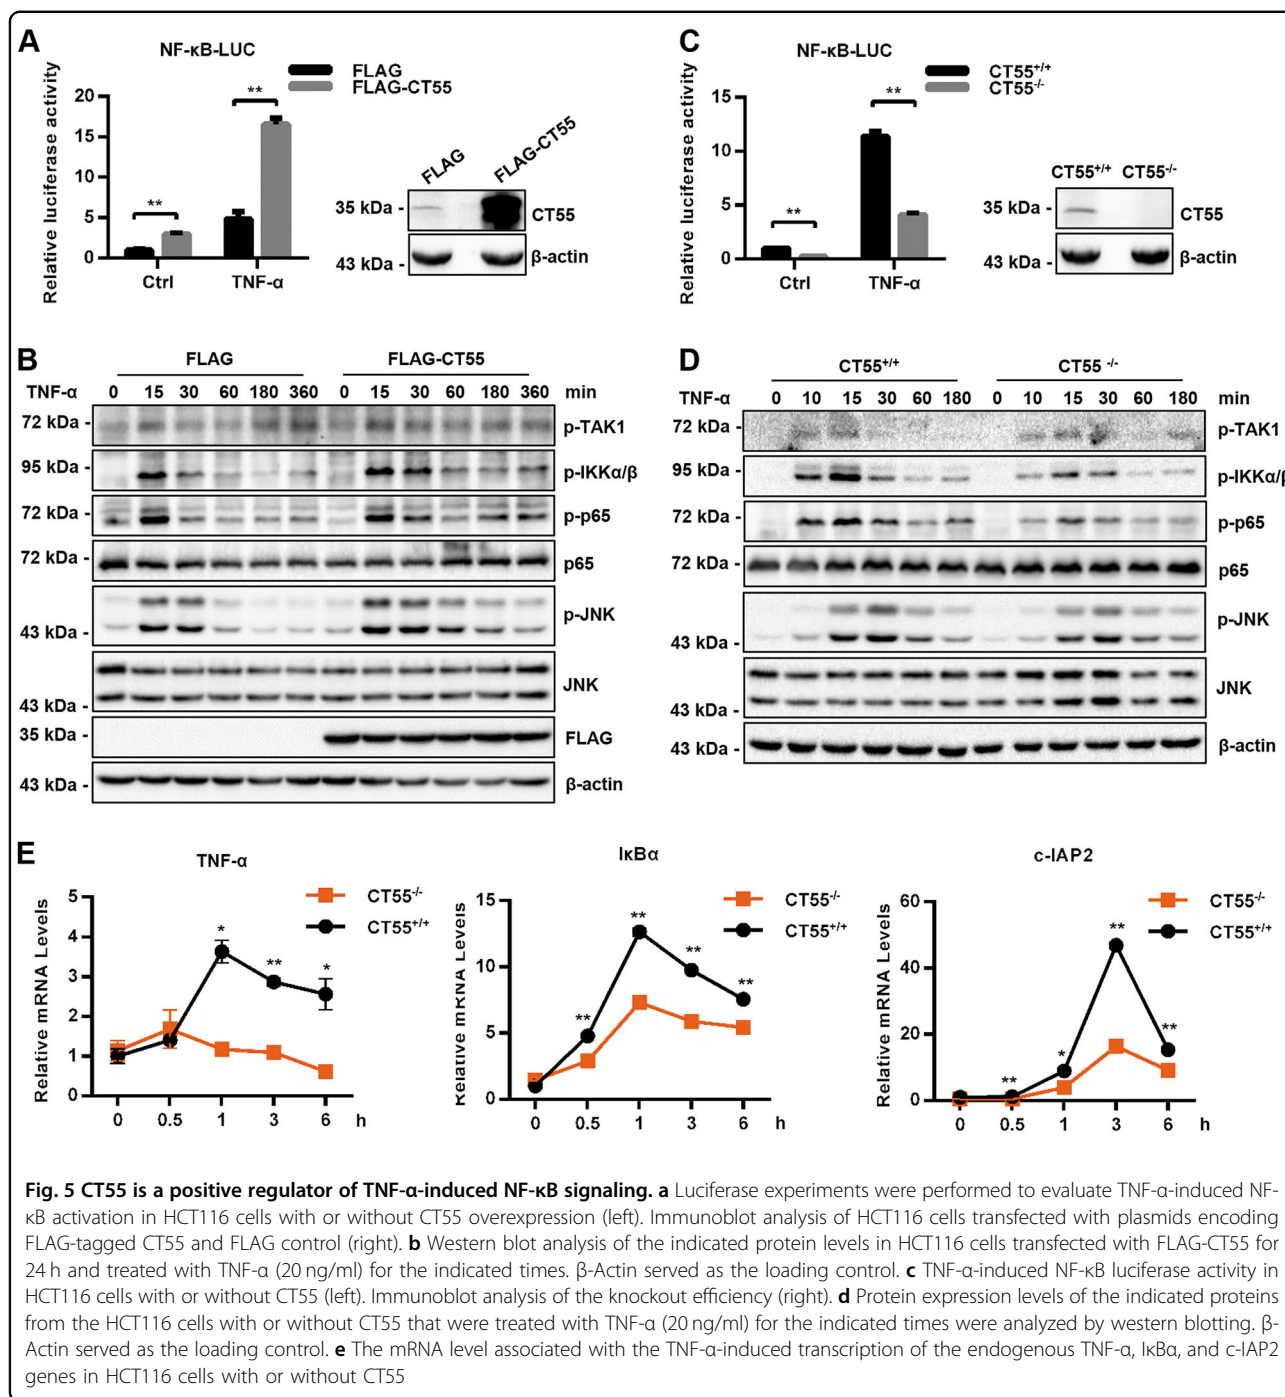 A
NF-κB-LUC
FLAG
FLAG-CT55
Relative luciferase activity
20
15
10
5
0
**
**
Ctrl
TNF-α
FLAG
FLAG-CT55
35 kDa -
CT55
43 kDa -
β-actin
C
NF-κB-LUC
CT55+/+
CT55-/-
Relative luciferase activity
15
10
5
0
**
**
Ctrl
TNF-α
CT55+/+ CT55-/-
35 kDa -
CT55
43 kDa -
β-actin
B
FLAG
FLAG-CT55
TNF-α 0 15 30 60 180 360 0 15 30 60 180 360 min
72 kDa - p-TAK1
95 kDa - p-IKKα/β
72 kDa - p-p65
72 kDa - p65
p-JNK
43 kDa -
JNK
43 kDa -
35 kDa - FLAG
43 kDa - β-actin
D
CT55+/+
CT55 -/-
TNF-α 0 10 15 30 60 180 0 10 15 30 60 180 min
72 kDa - p-TAK1
95 kDa - p-IKKα/β
72 kDa - p-p65
72 kDa - p65
p-JNK
43 kDa -
JNK
43 kDa -
43 kDa - β-actin
E
TNF-α
CT55-/-
CT55+/+
Relative mRNA Levels
5
4
3
2
1
0
*
**
*
0 0.5 1 3 6 h
IκBα
CT55-/-
CT55+/+
Relative mRNA Levels
15
10
5
0
**
**
**
**
0 0.5 1 3 6 h
c-IAP2
CT55-/-
CT55+/+
Relative mRNA Levels
60
40
20
0
**
*
**
**
0 0.5 1 3 6 h
Fig. 5 CT55 is a positive regulator of TNF-α-induced NF-κB signaling. a Luciferase experiments were performed to evaluate TNF-α-induced NF-
κB activation in HCT116 cells with or without CT55 overexpression (left). Immunoblot analysis of HCT116 cells transfected with plasmids encoding
FLAG-tagged CT55 and FLAG control (right). b Western blot analysis of the indicated protein levels in HCT116 cells transfected with FLAG-CT55 for
24 h and treated with TNF-α (20 ng/ml) for the indicated times. β-Actin served as the loading control. c TNF-α-induced NF-κB luciferase activity in
HCT116 cells with or without CT55 (left). Immunoblot analysis of the knockout efficiency (right). d Protein expression levels of the indicated proteins
from the HCT116 cells with or without CT55 that were treated with TNF-α (20 ng/ml) for the indicated times were analyzed by western blotting. β-
Actin served as the loading control. e The mRNA level associated with the TNF-α-induced transcription of the endogenous TNF-α, IκBα, and c-IAP2
genes in HCT116 cells with or without CT55